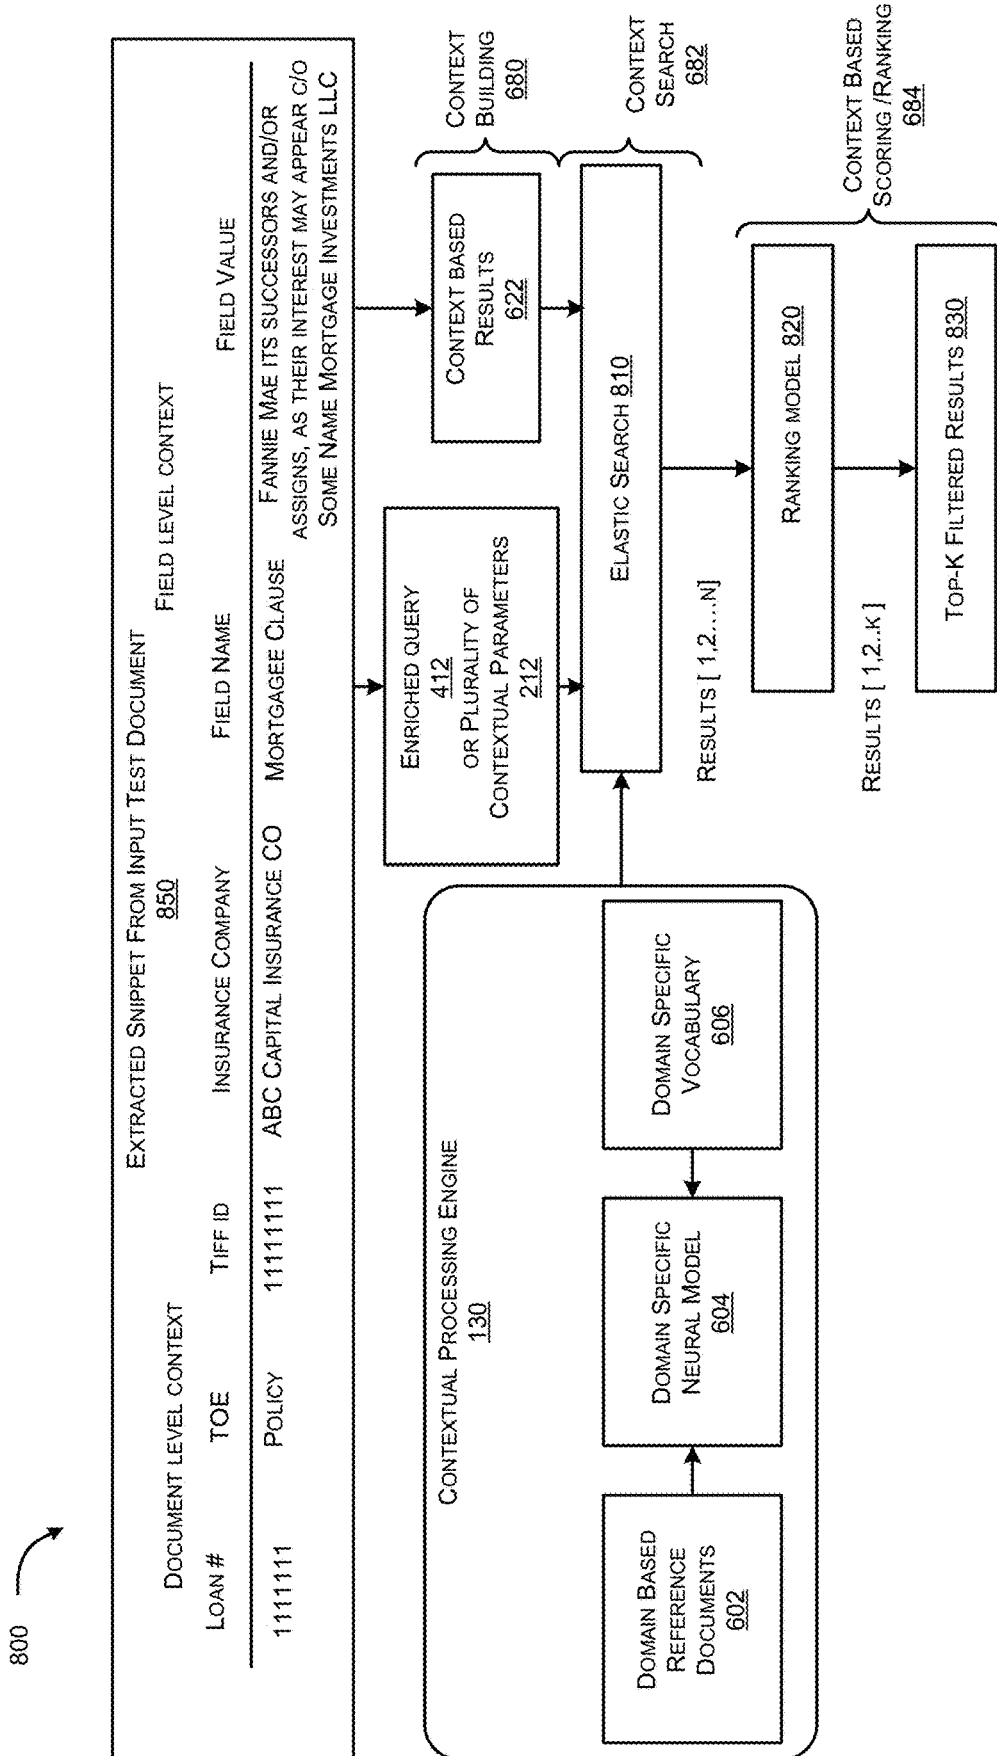 800
EXTRACTED SNIPPET FROM INPUT TEST DOCUMENT
850
DOCUMENT LEVEL CONTEXT
FIELD LEVEL CONTEXT
LOAN #
TOE
TIFF ID
INSURANCE COMPANY
FIELD NAME
FIELD VALUE
1111111
POLICY
11111111
ABC CAPITAL INSURANCE CO
MORTGAGEE CLAUSE
FANNIE MAE ITS SUCCESSORS AND/OR
ASSIGNS, AS THEIR INTEREST MAY APPEAR C/O
SOME NAME MORTGAGE INVESTMENTS LLC
ENRICHED QUERY
412
OR PLURALITY OF
CONTEXTUAL PARAMETERS
212
CONTEXT BASED
RESULTS
622
CONTEXT
BUILDING
680
CONTEXTUAL PROCESSING ENGINE
130
DOMAIN BASED
REFERENCE
DOCUMENTS
602
DOMAIN SPECIFIC
NEURAL MODEL
604
DOMAIN SPECIFIC
VOCABULARY
606
ELASTIC SEARCH 810
CONTEXT
SEARCH
682
RESULTS [ 1,2....N]
RANKING MODEL 820
RESULTS [ 1,2..K ]
TOP-K FILTERED RESULTS 830
CONTEXT BASED
SCORING /RANKING
684